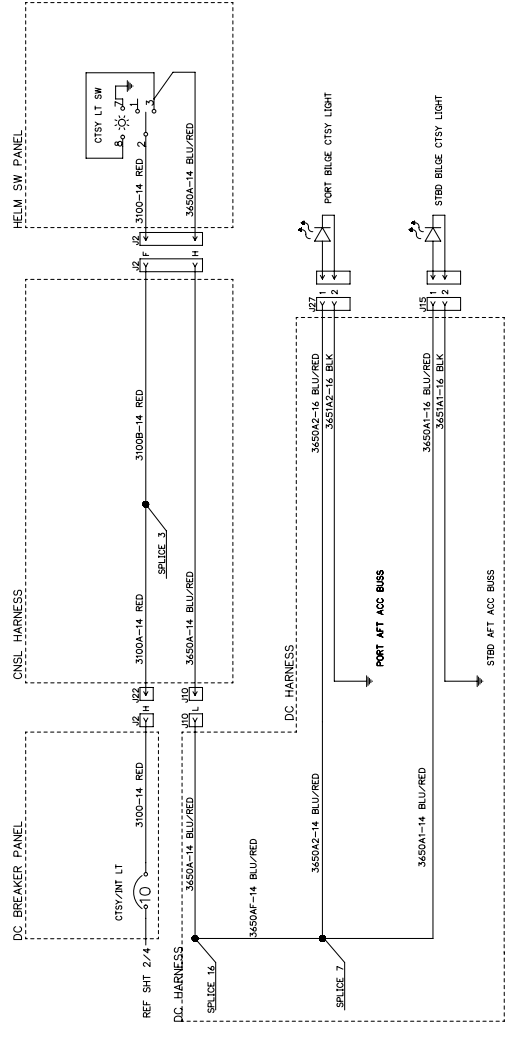 HELM SW PANEL
CTSY LT SW
8
7
1
2
3
3100-14 RED
3650A-14 BLU/RED
J2
F
H
J2
CNSL HARNESS
3100B-14 RED
SPLICE 3
3100A-14 RED
3650A-14 BLU/RED
J22
J10
H
L
J2
J10
DC BREAKER PANEL
3100-14 RED
CTSY/INT LT
10
REF SHT 2/4
DC HARNESS
3650A-14 BLU/RED
SPLICE 16
3650AF-14 BLU/RED
SPLICE 7
3650A2-14 BLU/RED
3650A1-14 BLU/RED
DC HARNESS
PORT AFT ACC BUSS
STBD AFT ACC BUSS
3650A2-16 BLU/RED
3651A2-16 BLK
3650A1-16 BLU/RED
3651A1-16 BLK
J27
1
2
PORT BILGE CTSY LIGHT
J15
1
2
STBD BILGE CTSY LIGHT